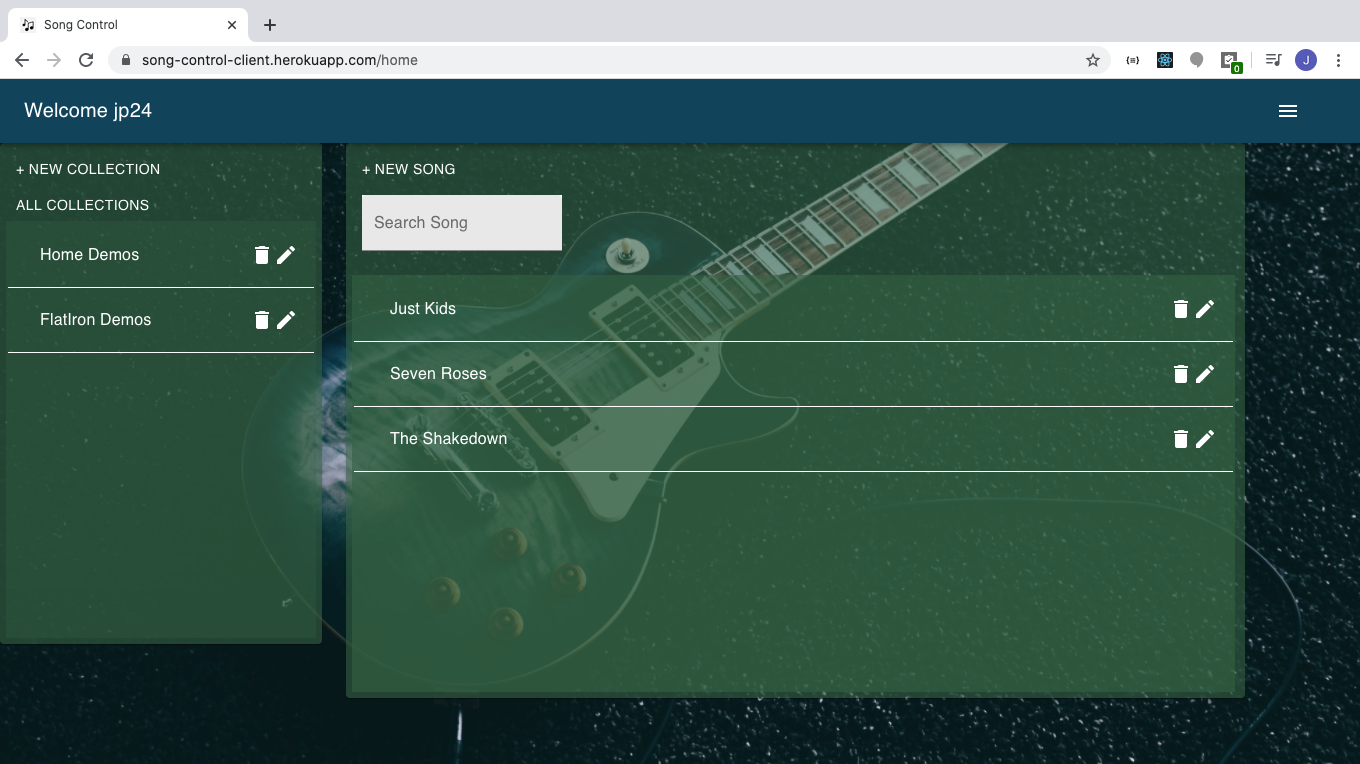 Song Control
song-control-client.herokuapp.com/home
J
0
Welcome jp24
+ NEW COLLECTION
ALL COLLECTIONS
Home Demos
FlatIron Demos
+ NEW SONG
Search Song
Just Kids
Seven Roses
The Shakedown